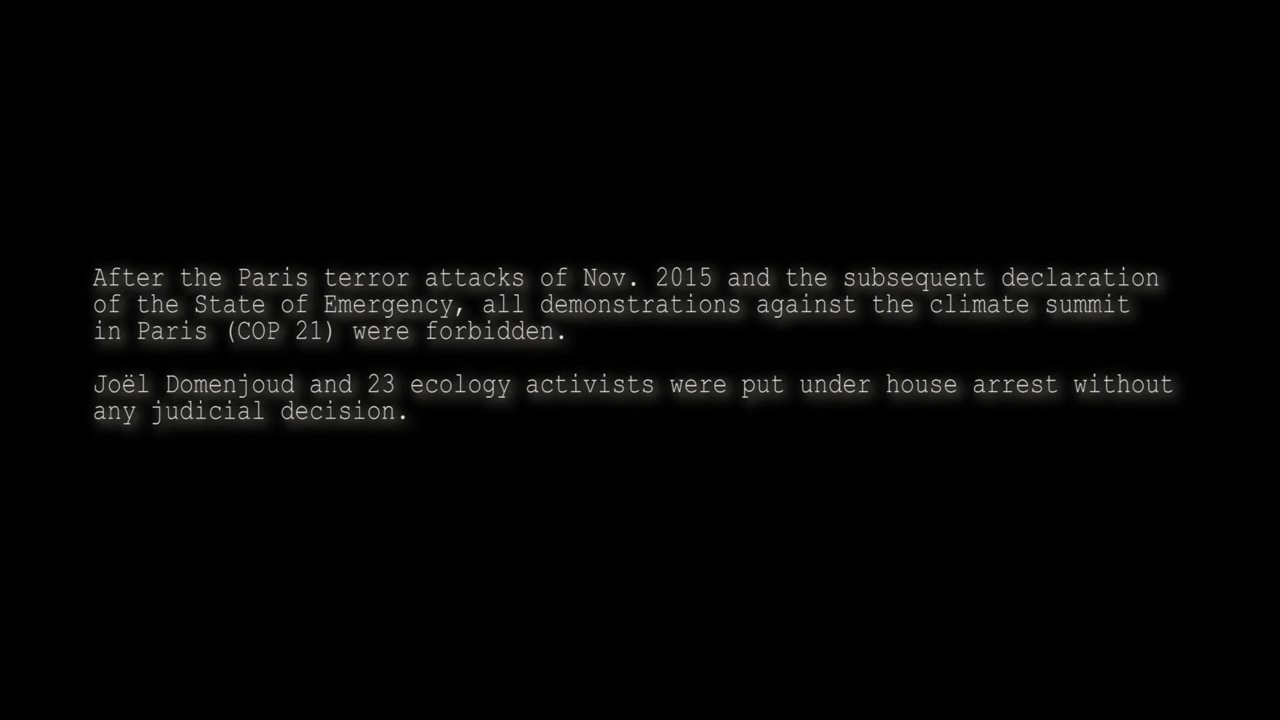 After the Paris terror attacks of Nov. 2015 and the subsequent declaration
of the State of Emergency, all demonstrations against the climate summit
in Paris (COP 21) were forbidden.
Joël Domenjoud and 23 ecology activists were put under house arrest without
any judicial decision.